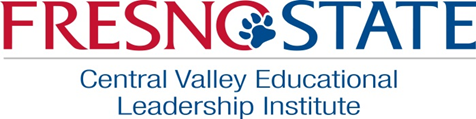 FRESNO STATE
Central Valley Educational
Leadership Institute